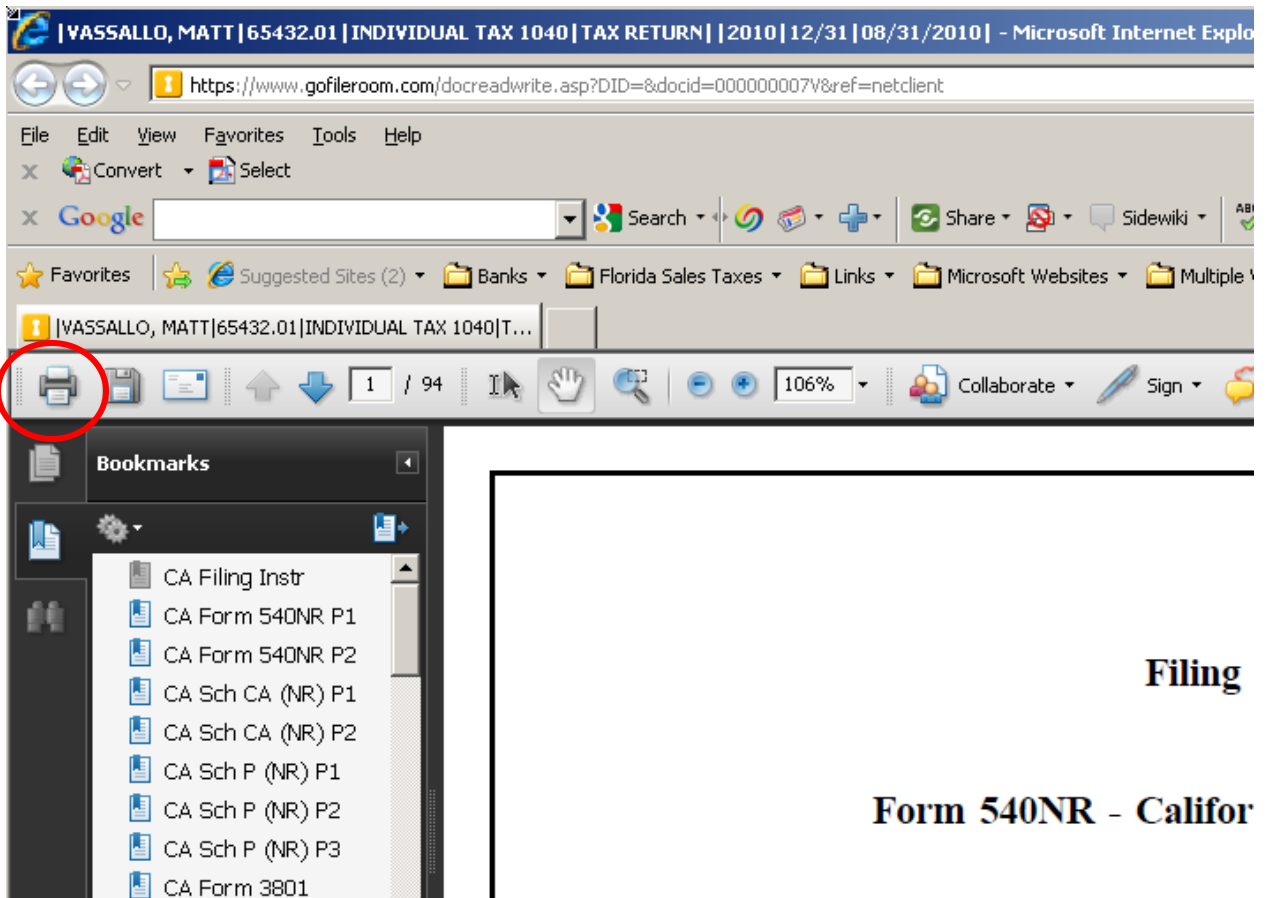 |VASSALLO, MATT|65432.01|INDIVIDUAL TAX 1040|TAX RETURN||2010|12/31|08/31/2010| - Microsoft Internet Explo
https://www.gofileroom.com/docreadwrite.asp?DID=&docid=000000007V&ref=netclient
File Edit View Favorites Tools Help
x Convert Select
x Google Search Share Sidewiki ABC
Favorites Suggested Sites (2) Banks Florida Sales Taxes Links Microsoft Websites Multiple
|VASSALLO, MATT|65432.01|INDIVIDUAL TAX 1040|T...
1 / 94 106% Collaborate Sign
Bookmarks
CA Filing Instr
CA Form 540NR P1
CA Form 540NR P2
CA Sch CA (NR) P1
CA Sch CA (NR) P2
CA Sch P (NR) P1
Filing
CA Sch P (NR) P2
Form 540NR - Califor
CA Sch P (NR) P3
CA Form 3801